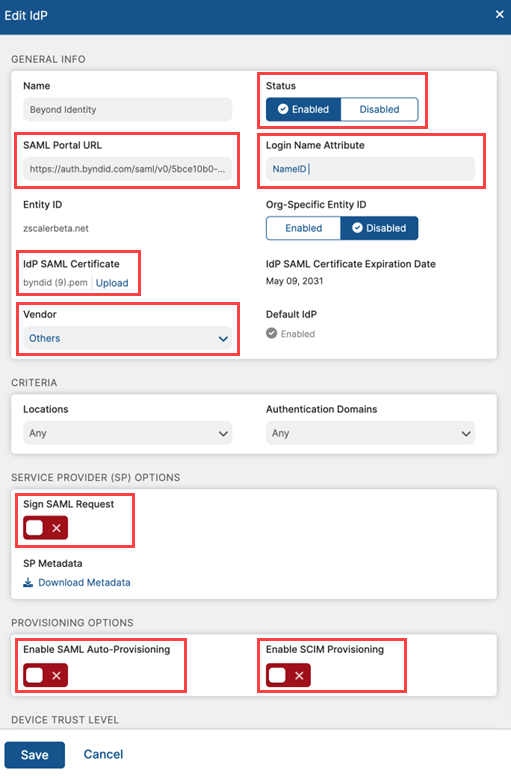 Edit IdP
GENERAL INFO
Name
Status
Beyond Identity
Enabled
Disabled
SAML Portal URL
Login Name Attribute
https://auth.byndid.com/saml/v0/5bce10b0-...
NameID
Entity ID
Org-Specific Entity ID
zscalerbeta.net
Enabled
Disabled
IdP SAML Certificate
IdP SAML Certificate Expiration Date
byndid (9).pem
Upload
May 09, 2031
Vendor
Default IdP
Others
Enabled
CRITERIA
Locations
Authentication Domains
Any
Any
SERVICE PROVIDER (SP) OPTIONS
Sign SAML Request
SP Metadata
Download Metadata
PROVISIONING OPTIONS
Enable SAML Auto-Provisioning
Enable SCIM Provisioning
DEVICE TRUST LEVEL
Save
Cancel